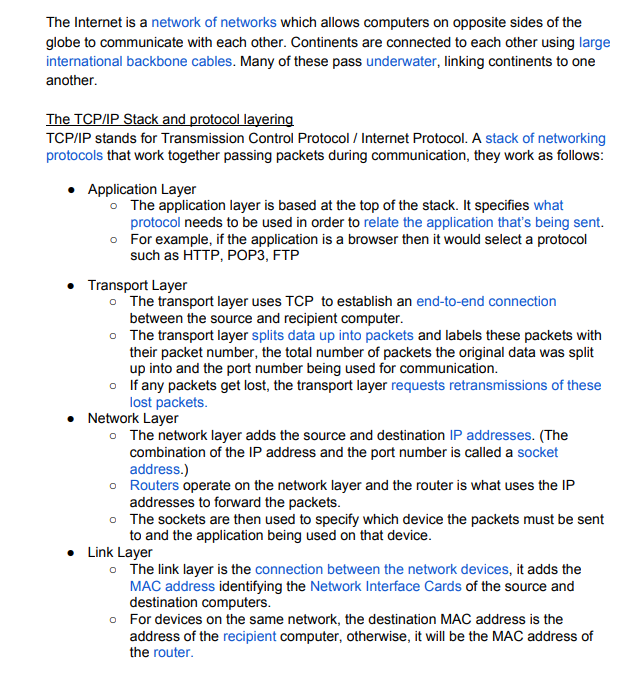 The Internet is a network of networks which allows computers on opposite sides of the
globe to communicate with each other. Continents are connected to each other using large
international backbone cables. Many of these pass underwater, linking continents to one
another.
The TCP/IP Stack and protocol layering
TCP/IP stands for Transmission Control Protocol / Internet Protocol. A stack of networking
protocols that work together passing packets during communication, they work as follows:
● Application Layer
○ The application layer is based at the top of the stack. It specifies what
protocol needs to be used in order to relate the application that's being sent.
○ For example, if the application is a browser then it would select a protocol
such as HTTP, POP3, FTP
● Transport Layer
○ The transport layer uses TCP to establish an end-to-end connection
between the source and recipient computer.
○ The transport layer splits data up into packets and labels these packets with
their packet number, the total number of packets the original data was split
up into and the port number being used for communication.
○ If any packets get lost, the transport layer requests retransmissions of these
lost packets.
● Network Layer
○ The network layer adds the source and destination IP addresses. (The
combination of the IP address and the port number is called a socket
address.)
○ Routers operate on the network layer and the router is what uses the IP
addresses to forward the packets.
○ The sockets are then used to specify which device the packets must be sent
to and the application being used on that device.
● Link Layer
○ The link layer is the connection between the network devices, it adds the
MAC address identifying the Network Interface Cards of the source and
destination computers.
○ For devices on the same network, the destination MAC address is the
address of the recipient computer, otherwise, it will be the MAC address of
the router.